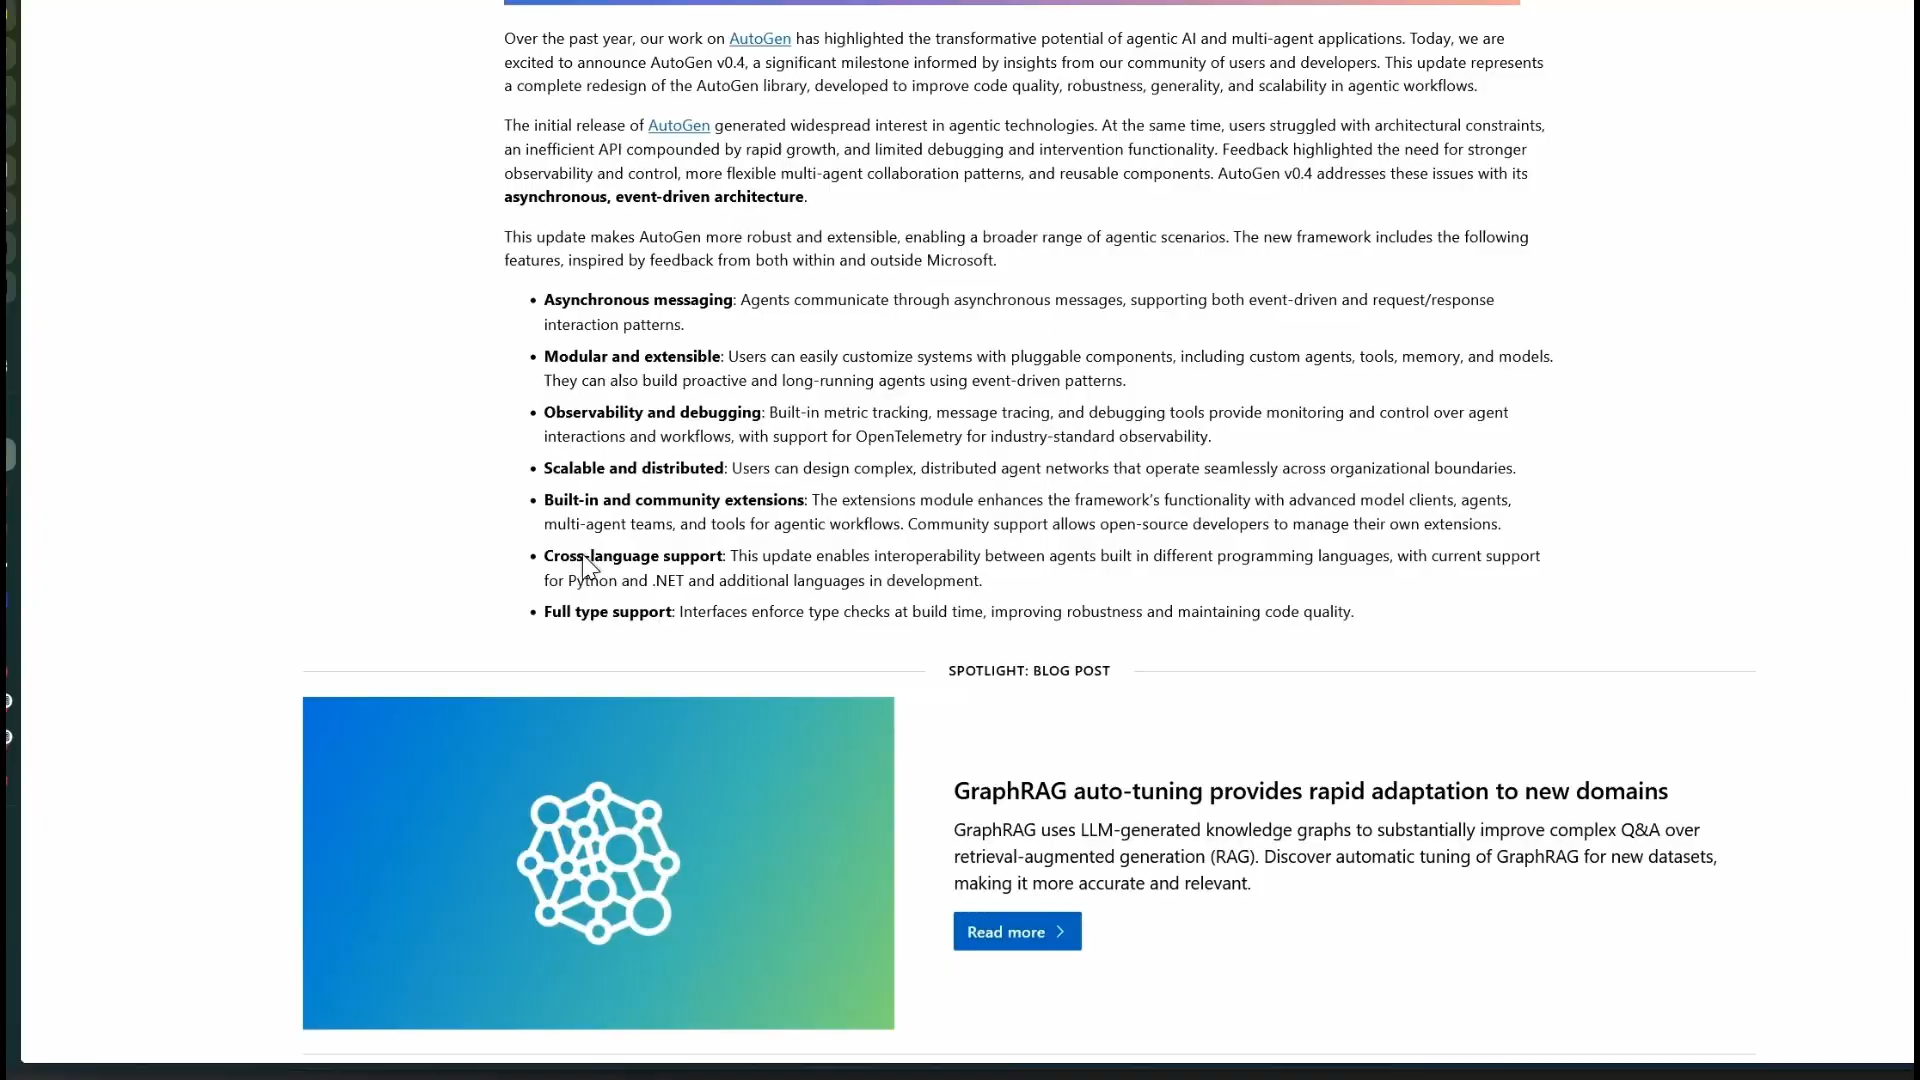 Over the past year, our work on AutoGen has highlighted the transformative potential of agentic AI and multi-agent applications. Today, we are
excited to announce AutoGen v0.4, a significant milestone informed by insights from our community of users and developers. This update represents
a complete redesign of the AutoGen library, developed to improve code quality, robustness, generality, and scalability in agentic workflows.
The initial release of AutoGen generated widespread interest in agentic technologies. At the same time, users struggled with architectural constraints,
an inefficient API compounded by rapid growth, and limited debugging and intervention functionality. Feedback highlighted the need for stronger
observability and control, more flexible multi-agent collaboration patterns, and reusable components. AutoGen v0.4 addresses these issues with its
asynchronous, event-driven architecture.
This update makes AutoGen more robust and extensible, enabling a broader range of agentic scenarios. The new framework includes the following
features, inspired by feedback from both within and outside Microsoft.
• Asynchronous messaging: Agents communicate through asynchronous messages, supporting both event-driven and request/response
interaction patterns.
• Modular and extensible: Users can easily customize systems with pluggable components, including custom agents, tools, memory, and models.
They can also build proactive and long-running agents using event-driven patterns.
• Observability and debugging: Built-in metric tracking, message tracing, and debugging tools provide monitoring and control over agent
interactions and workflows, with support for OpenTelemetry for industry-standard observability.
• Scalable and distributed: Users can design complex, distributed agent networks that operate seamlessly across organizational boundaries.
• Built-in and community extensions: The extensions module enhances the framework's functionality with advanced model clients, agents,
multi-agent teams, and tools for agentic workflows. Community support allows open-source developers to manage their own extensions.
• Cross-language support: This update enables interoperability between agents built in different programming languages, with current support
for Python and .NET and additional languages in development.
• Full type support: Interfaces enforce type checks at build time, improving robustness and maintaining code quality.
SPOTLIGHT: BLOG POST
GraphRAG auto-tuning provides rapid adaptation to new domains
GraphRAG uses LLM-generated knowledge graphs to substantially improve complex Q&A over
retrieval-augmented generation (RAG). Discover automatic tuning of GraphRAG for new datasets,
making it more accurate and relevant.
Read more